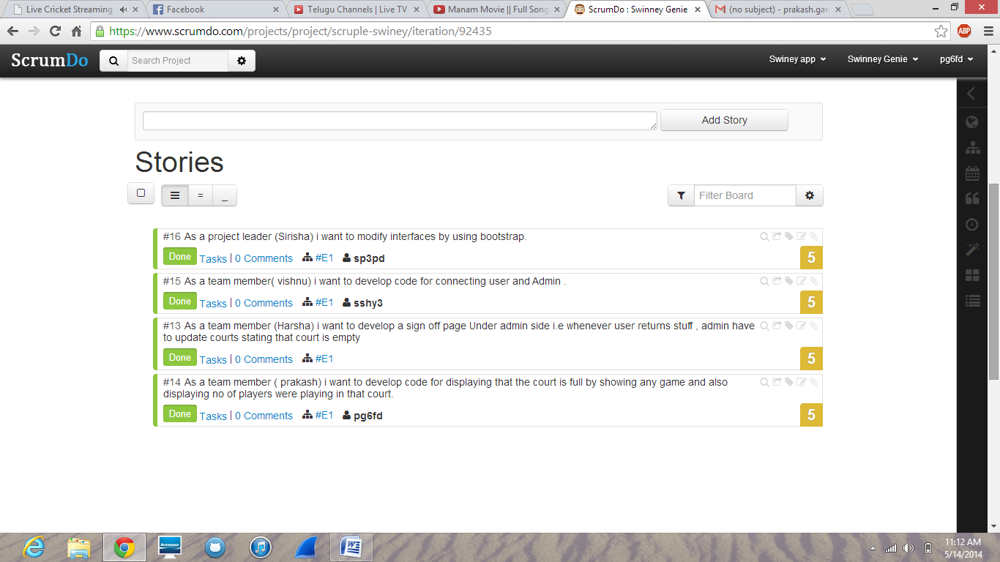 Live Cricket Streaming
Facebook
Telugu Channels | Live TV
Manam Movie || Full Song
ScrumDo : Swinney Genie
(no subject) - prakash.gar
https://www.scrumdo.com/projects/project/scruple-swiney/iteration/92435
ABP
ScrumDo
Search Project
Swiney app
Swinney Genie
pg6fd
Add Story
Stories
=
_
Filter Board
#16 As a project leader (Sirisha) i want to modify interfaces by using bootstrap.
Done Tasks | 0 Comments #E1 sp3pd 5
#15 As a team member( vishnu) i want to develop code for connecting user and Admin .
Done Tasks | 0 Comments #E1 sshy3 5
#13 As a team member (Harsha) i want to develop a sign off page Under admin side i.e whenever user returns stuff , admin have
to update courts stating that court is empty
Done Tasks | 0 Comments #E1 5
#14 As a team member ( prakash) i want to develop code for displaying that the court is full by showing any game and also
displaying no of players were playing in that court.
Done Tasks | 0 Comments #E1 pg6fd 5
lenovo
W
11:12 AM
5/14/2014